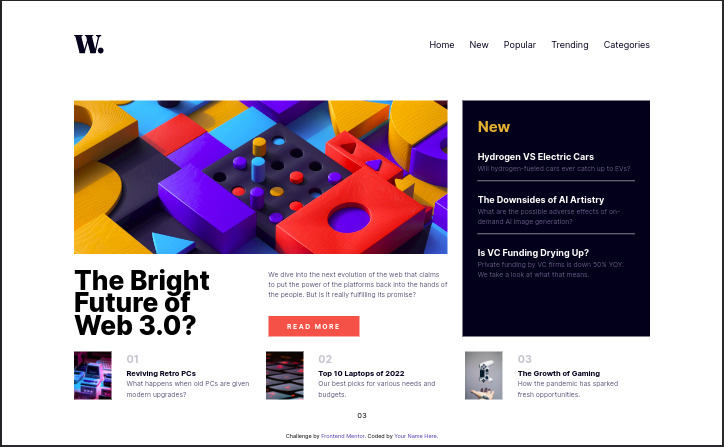 W.
Home New Popular Trending Categories
New
Hydrogen VS Electric Cars
Will hydrogen-fueled cars ever catch up to EVs?
The Downsides of AI Artistry
What are the possible adverse effects of on-
demand AI image generation?
Is VC Funding Drying Up?
Private funding by VC firms is down 50% YOY.
We take a look at what that means.
The Bright
Future of
Web 3.0?
We dive into the next evolution of the web that claims
to put the power of the platforms back into the hands of
the people. But is it really fulfilling its promise?
READ MORE
01
Reviving Retro PCs
What happens when old PCs are given
modern upgrades?
02
Top 10 Laptops of 2022
Our best picks for various needs and
budgets.
03
The Growth of Gaming
How the pandemic has sparked
fresh opportunities.
03
Challenge by Frontend Mentor. Coded by Your Name Here.